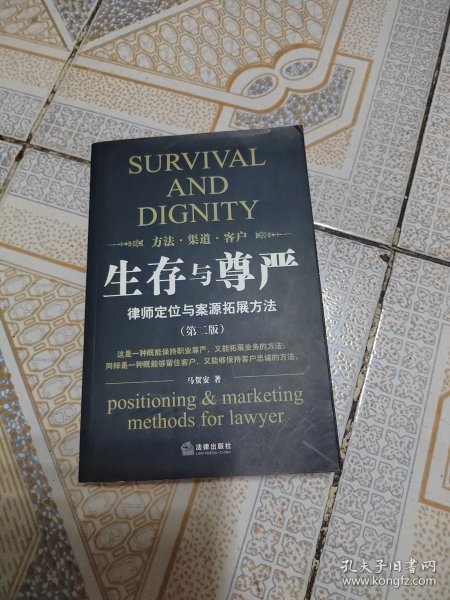 SURVIVAL
AND
DIGNITY
方法·渠道·客户
生存与尊严
律师定位与案源拓展方法
(第二版)
这是一种既能保持职业尊严、又能拓展业务的方法;
同样是一种既能够留住客户、又能够保持客户忠诚的方法。
马贺安 著
positioning & marketing
methods for lawyer
法律出版社
LAW PRESS·CHINA
孔夫子旧书网
www.kongfz.com